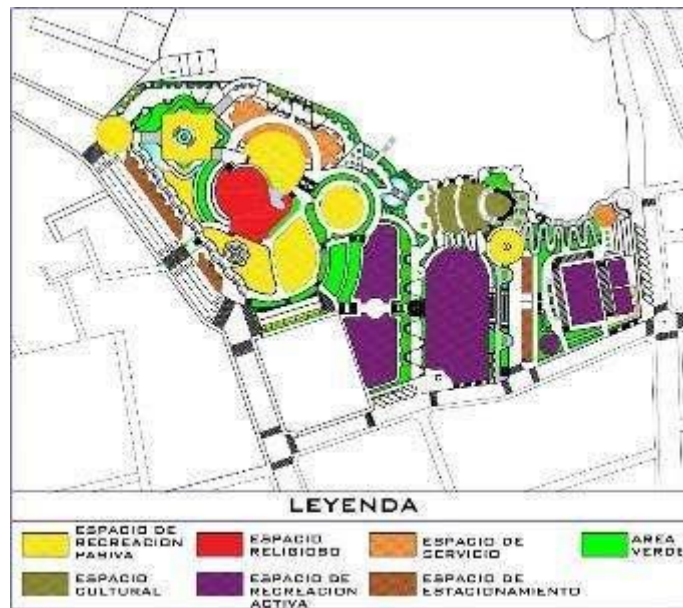 LEYENDA
ESPACIO DE
RECREACION
PASIVA
ESPACIO
RELIGIOSO
ESPACIO DE
SERVICIO
AREA
VERDE
ESPACIO
CULTURAL
ESPACIO DE
RECREACION
ACTIVA
ESPACIO DE
ESTACIONAMIENTO